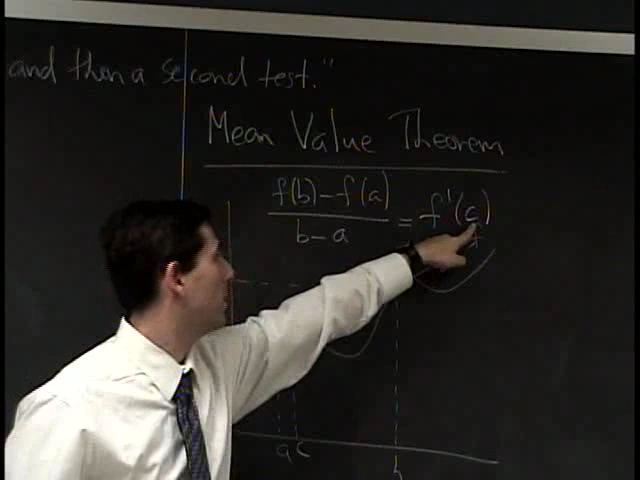 and then a second test."
Mean Value Theorem
f(b)-f(a)
b-a
= f'(c)
f
a c
b